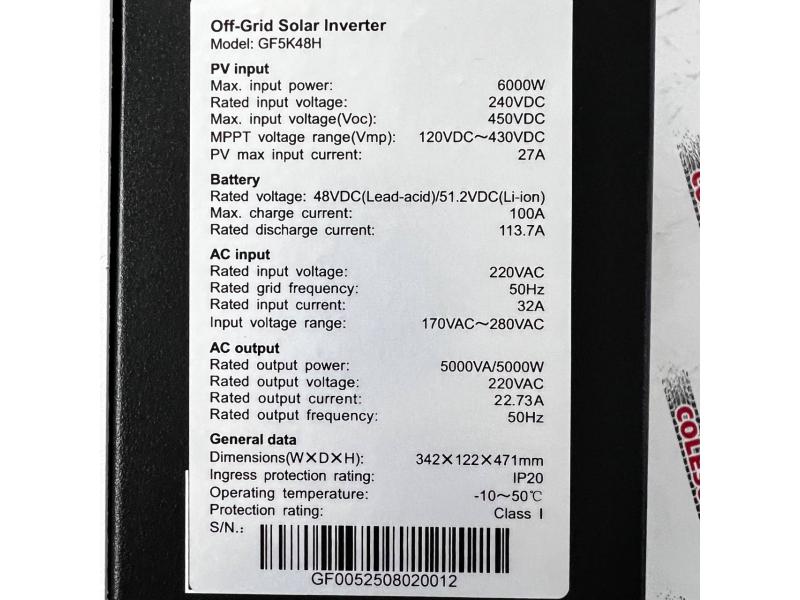 Off-Grid Solar Inverter
Model: GF5K48H
PV input
Max. input power: 6000W
Rated input voltage: 240VDC
Max. input voltage(Voc): 450VDC
MPPT voltage range(Vmp): 120VDC～430VDC
PV max input current: 27A
Battery
Rated voltage: 48VDC(Lead-acid)/51.2VDC(Li-ion)
Max. charge current: 100A
Rated discharge current: 113.7A
AC input
Rated input voltage: 220VAC
Rated grid frequency: 50Hz
Rated input current: 32A
Input voltage range: 170VAC～280VAC
AC output
Rated output power: 5000VA/5000W
Rated output voltage: 220VAC
Rated output current: 22.73A
Rated output frequency: 50Hz
General data
Dimensions(W×D×H): 342×122×471mm
Ingress protection rating: IP20
Operating temperature: -10～50℃
Protection rating: Class I
S/N.:
GF0052508020012